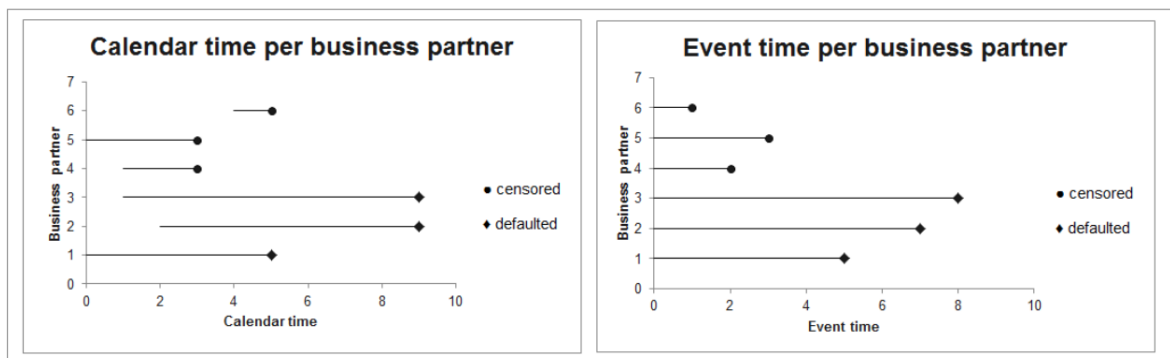 Calendar time per business partner
7
6
5
4
3
2
1
0
Business partner
0 2 4 6 8 10
Calendar time
censored
defaulted
Event time per business partner
7
6
5
4
3
2
1
0
Business partner
0 2 4 6 8 10
Event time
censored
defaulted